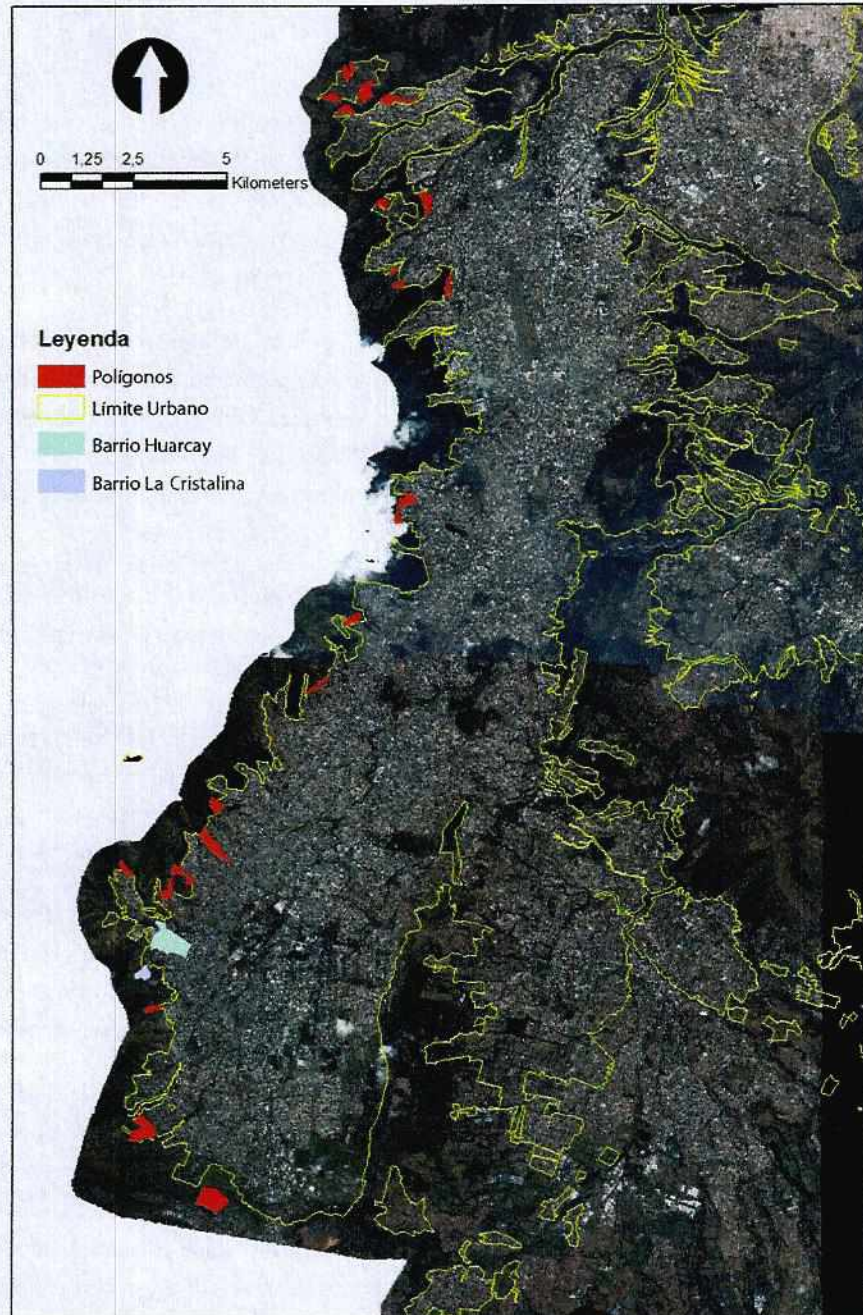 0 1,25 2,5 5
Kilometers
Leyenda
Polígonos
Límite Urbano
Barrio Huarcay
Barrio La Cristalina